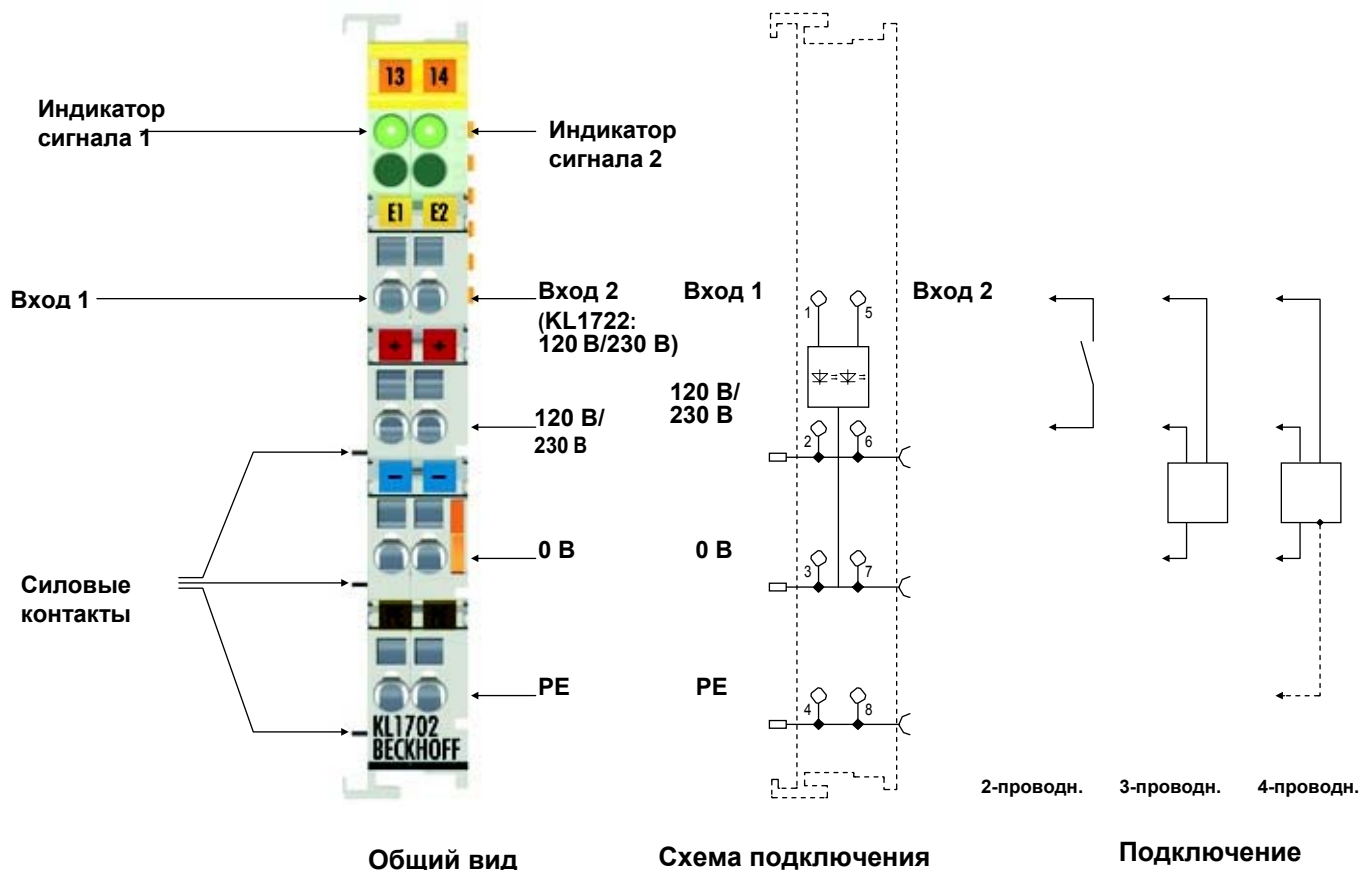 13 14
Индикатор
сигнала 1
Индикатор
сигнала 2
E1 E2
Вход 1
Вход 2
(KL1722:
120 В/230 В)
+ +
120 В/
230 В
- -
0 В
Силовые
контакты
PE
KL1702
BECKHOFF
Общий вид
Вход 1
Вход 2
1 5
120 В/
230 В
2 6
0 В
3 7
PE
4 8
Схема подключения
2-проводн. 3-проводн. 4-проводн.
Подключение